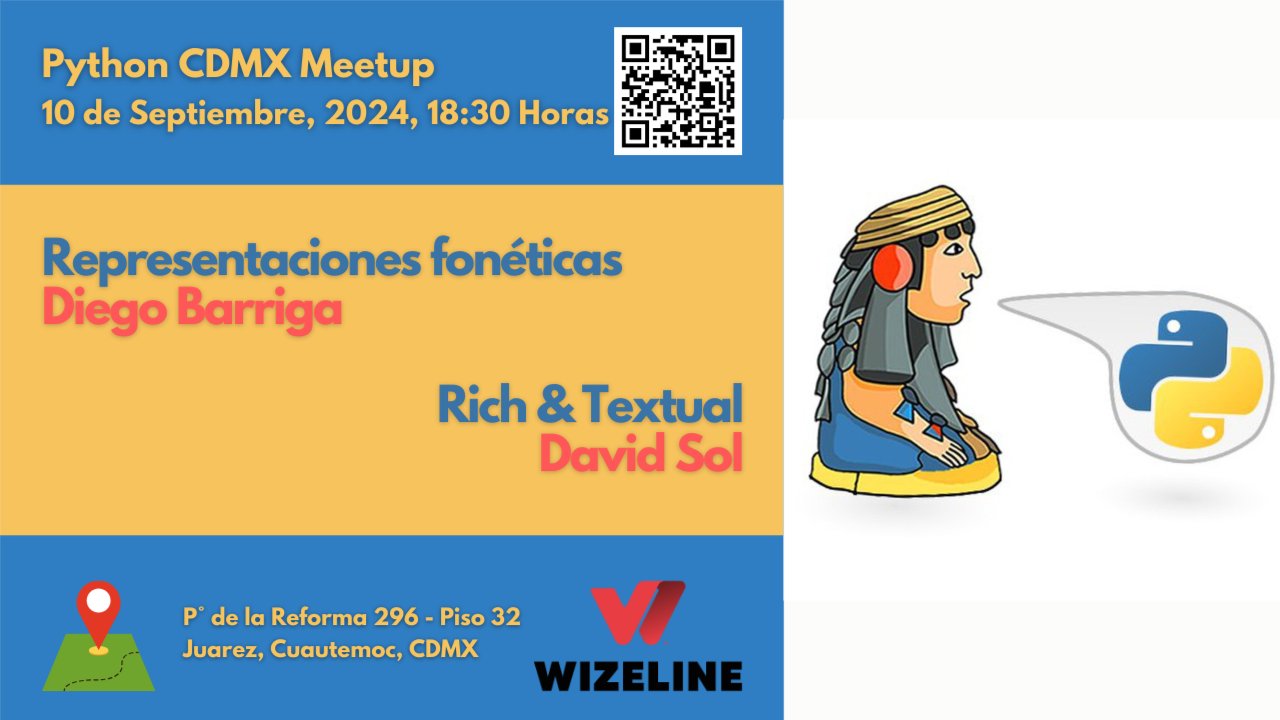 Python CDMX Meetup
10 de Septiembre, 2024, 18:30 Horas
Representaciones fonéticas
Diego Barriga
Rich & Textual
David Sol
P° de la Reforma 296 - Piso 32
Juarez, Cuautemoc, CDMX
WIZELINE